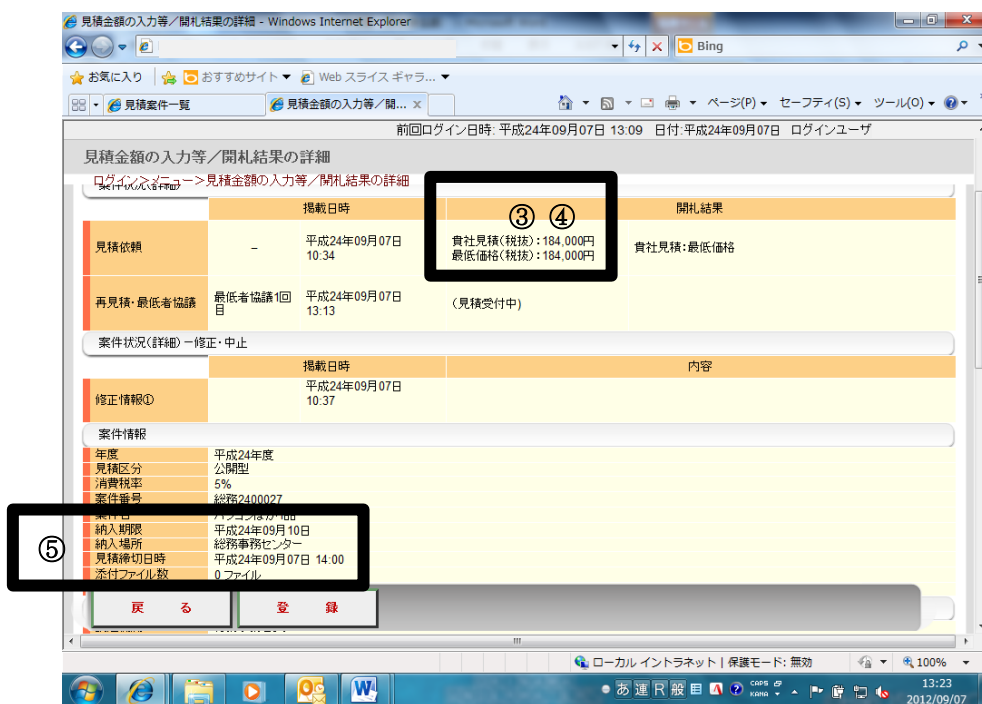 見積金額の入力等／開札結果の詳細 - Windows Internet Explorer
Bing
お気に入り おすすめサイト ▼ Web スライス ギャラ... ▼
見積案件一覧 見積金額の入力等／開... × ページ(P) ▼ セーフティ(S) ▼ ツール(O) ▼
前回ログイン日時: 平成24年09月07日 13:09 日付:平成24年09月07日 ログインユーザ
見積金額の入力等／開札結果の詳細
ログイン>メニュー>見積金額の入力等／開札結果の詳細
掲載日時 ③ ④ 開札結果
見積依頼 － 平成24年09月07日 10:34 貴社見積(税抜):184,000円 貴社見積:最低価格
最低価格(税抜):184,000円
再見積・最低者協議 最低者協議1回目 平成24年09月07日 13:13 (見積受付中)
案件状況(詳細)－修正・中止
掲載日時 内容
修正情報① 平成24年09月07日 10:37
案件情報
年度 平成24年度
見積区分 公開型
消費税率 5%
案件番号 総務2400027
⑤
納入期限 平成24年09月10日
納入場所 総務事務センター
見積締切日時 平成24年09月07日 14:00
添付ファイル数 0 ファイル
戻 る 登 録
ローカル イントラネット | 保護モード: 無効 100% ▼
あ 連 R 般 CAPS KANA 13:23
2012/09/07